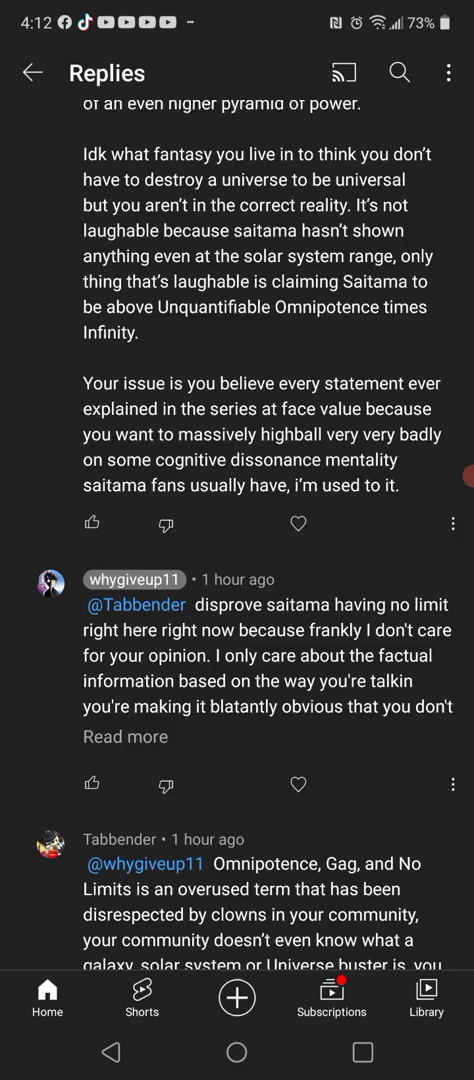 4:12
73%
Replies
of an even higher pyramid of power.
Idk what fantasy you live in to think you don't
have to destroy a universe to be universal
but you aren't in the correct reality. It's not
laughable because saitama hasn't shown
anything even at the solar system range, only
thing that's laughable is claiming Saitama to
be above Unquantifiable Omnipotence times
Infinity.
Your issue is you believe every statement ever
explained in the series at face value because
you want to massively highball very very badly
on some cognitive dissonance mentality
saitama fans usually have, i'm used to it.
whygiveup11 • 1 hour ago
@Tabbender disprove saitama having no limit
right here right now because frankly I don't care
for your opinion. I only care about the factual
information based on the way you're talkin
you're making it blatantly obvious that you don't
Read more
Tabbender • 1 hour ago
@whygiveup11 Omnipotence, Gag, and No
Limits is an overused term that has been
disrespected by clowns in your community,
your community doesn't even know what a
galaxy, solar system or Universe buster is, you
Home
Shorts
Subscriptions
Library